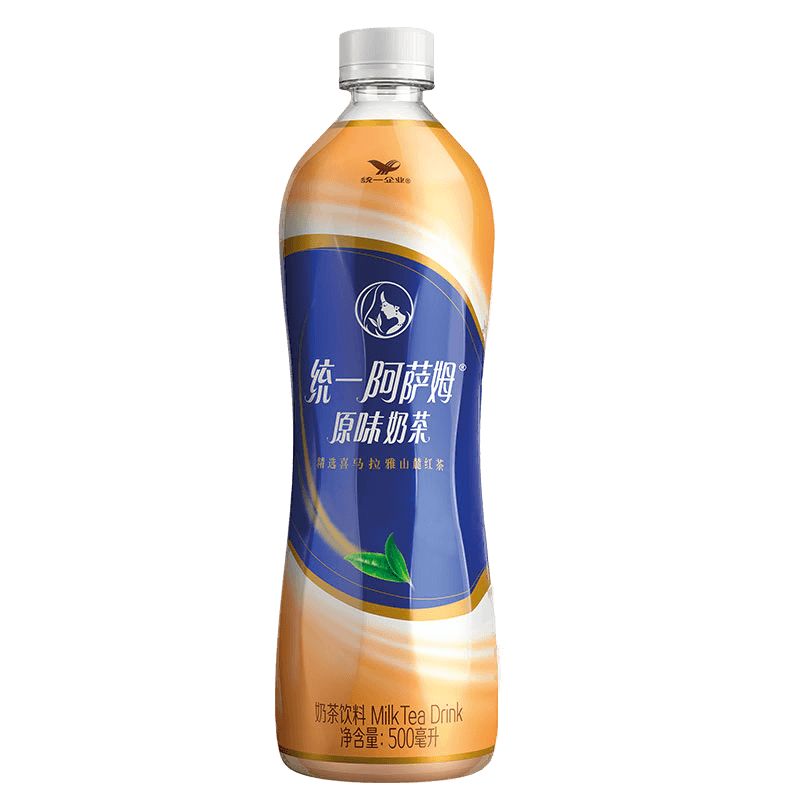 统一企业®
统一阿萨姆®
原味奶茶
精选喜马拉雅山麓红茶
奶茶饮料 Milk Tea Drink
净含量：500毫升